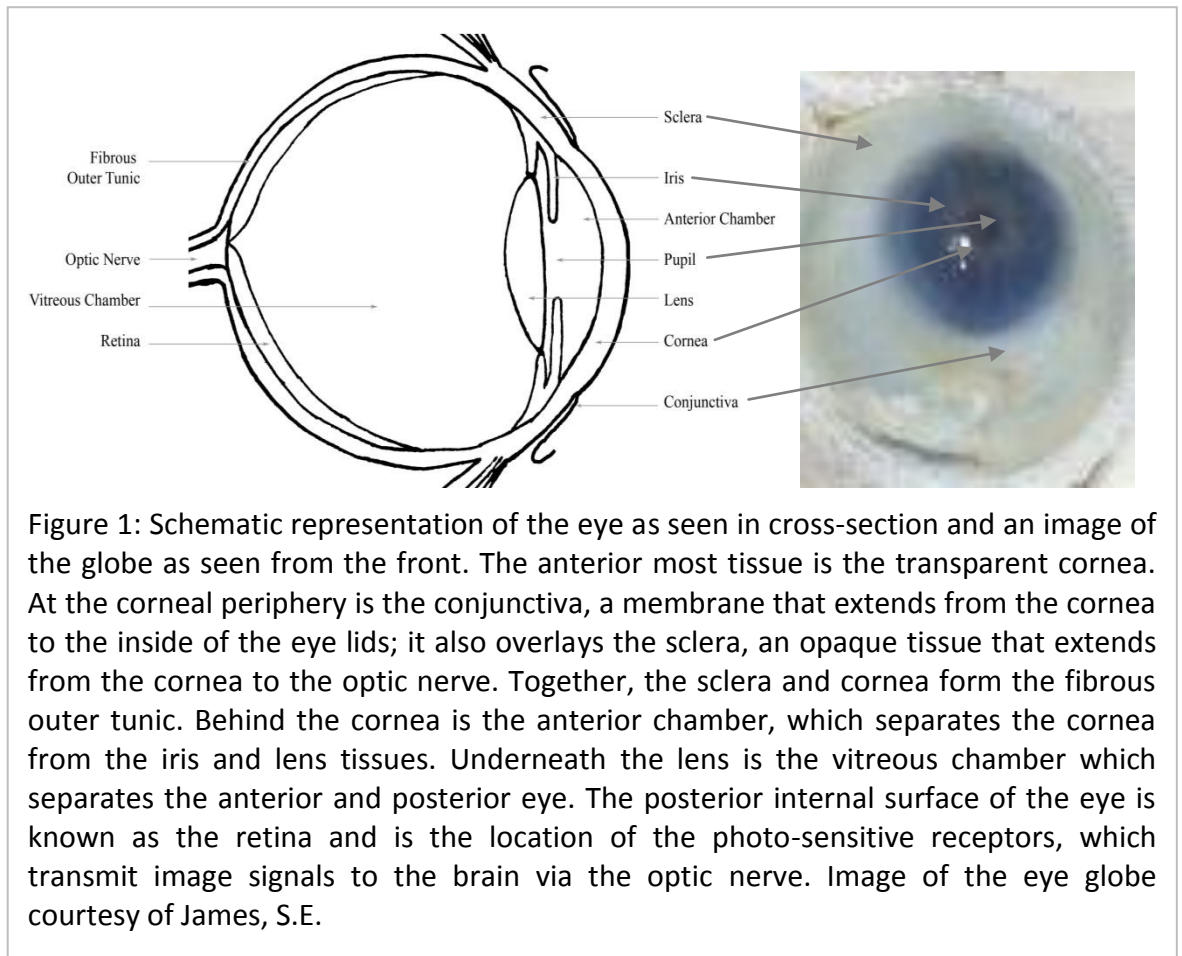 Fibrous
Outer Tunic
Optic Nerve
Vitreous Chamber
Retina
Sclera
Iris
Anterior Chamber
Pupil
Lens
Cornea
Conjunctiva
Figure 1: Schematic representation of the eye as seen in cross-section and an image of
the globe as seen from the front. The anterior most tissue is the transparent cornea.
At the corneal periphery is the conjunctiva, a membrane that extends from the cornea
to the inside of the eye lids; it also overlays the sclera, an opaque tissue that extends
from the cornea to the optic nerve. Together, the sclera and cornea form the fibrous
outer tunic. Behind the cornea is the anterior chamber, which separates the cornea
from the iris and lens tissues. Underneath the lens is the vitreous chamber which
separates the anterior and posterior eye. The posterior internal surface of the eye is
known as the retina and is the location of the photo-sensitive receptors, which
transmit image signals to the brain via the optic nerve. Image of the eye globe
courtesy of James, S.E.